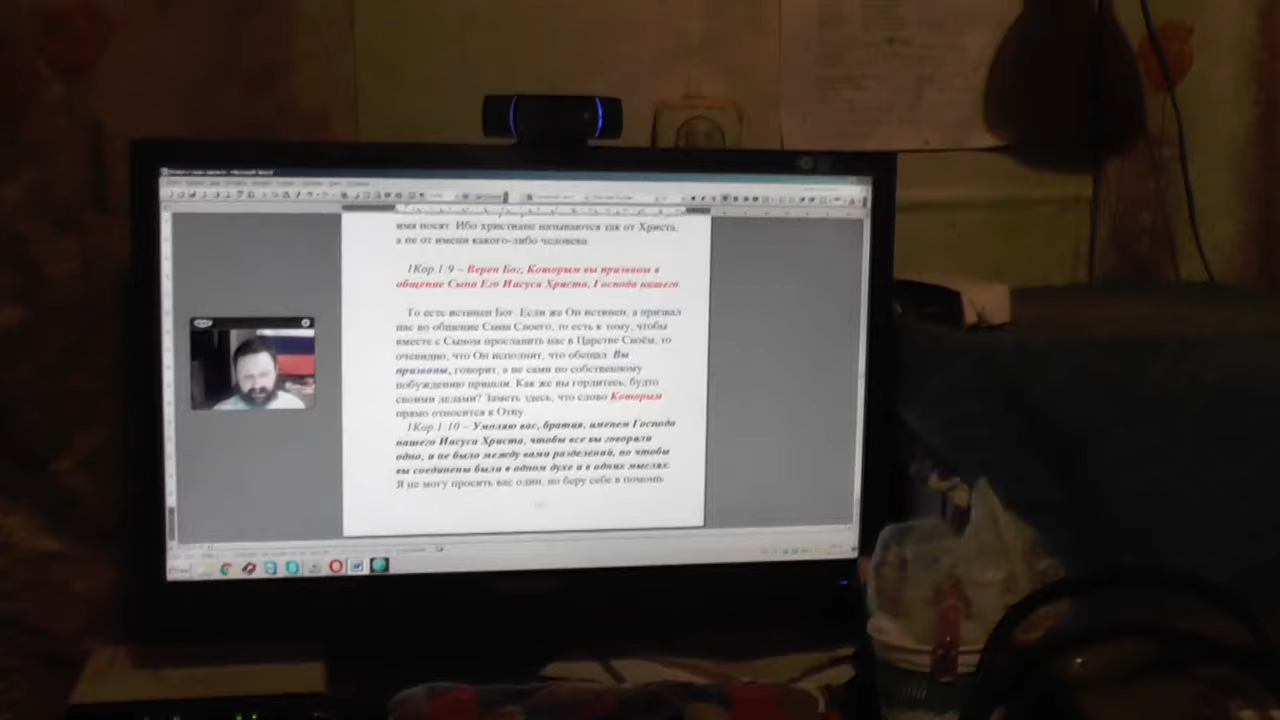 имя носят. Ибо христиане называются так от Христа,
а не от имени какого-либо человека.
1Кор.1:9 – Верен Бог, Которым вы призваны в
общение Сына Его Иисуса Христа, Господа нашего.
То есть истинен Бог. Если же Он истинен, а призвал
нас во общение Сына Своего, то есть к тому, чтобы
вместе с Сыном прославить нас в Царстве Своём, то
очевидно, что Он исполнит, что обещал. Вы
призваны, говорит, а не сами по собственному
побуждению пришли. Как же вы гордитесь, будто
своими делами? Заметь здесь, что слово Которым
прямо относится к Отцу.
1Кор.1:10 – Умоляю вас, братия, именем Господа
нашего Иисуса Христа, чтобы все вы говорили
одно, и не было между вами разделений, но чтобы
вы соединены были в одном духе и в одних мыслях.
Я не могу просить вас один, но беру себе в помощь